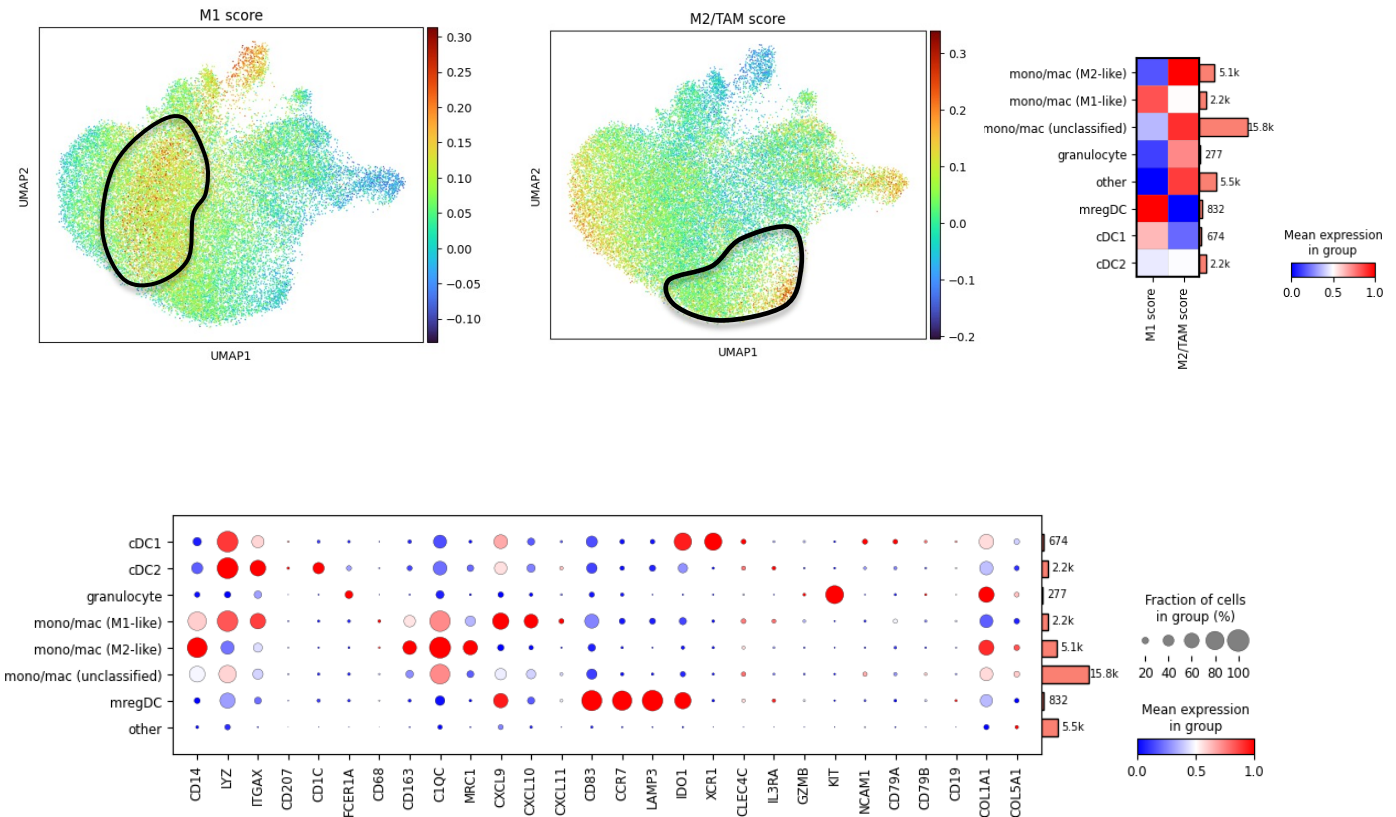 M1 score
0.30
0.25
0.20
0.15
0.10
0.05
0.00
−0.05
−0.10
UMAP2
UMAP1
M2/TAM score
0.3
0.2
0.1
0.0
−0.1
−0.2
UMAP2
UMAP1
mono/mac (M2-like)
5.1k
mono/mac (M1-like)
2.2k
mono/mac (unclassified)
15.8k
granulocyte
277
other
5.5k
mregDC
832
cDC1
674
cDC2
2.2k
M1 score
M2/TAM score
Mean expression
in group
0.0 0.5 1.0
cDC1
674
cDC2
2.2k
granulocyte
277
mono/mac (M1-like)
2.2k
mono/mac (M2-like)
5.1k
mono/mac (unclassified)
15.8k
mregDC
832
other
5.5k
CD14
LYZ
ITGAX
CD207
CD1C
FCER1A
CD68
CD163
C1QC
MRC1
CXCL9
CXCL10
CXCL11
CD83
CCR7
LAMP3
IDO1
XCR1
CLEC4C
IL3RA
GZMB
KIT
NCAM1
CD79A
CD79B
CD19
COL1A1
COL5A1
Fraction of cells
in group (%)
20 40 60 80 100
Mean expression
in group
0.0 0.5 1.0